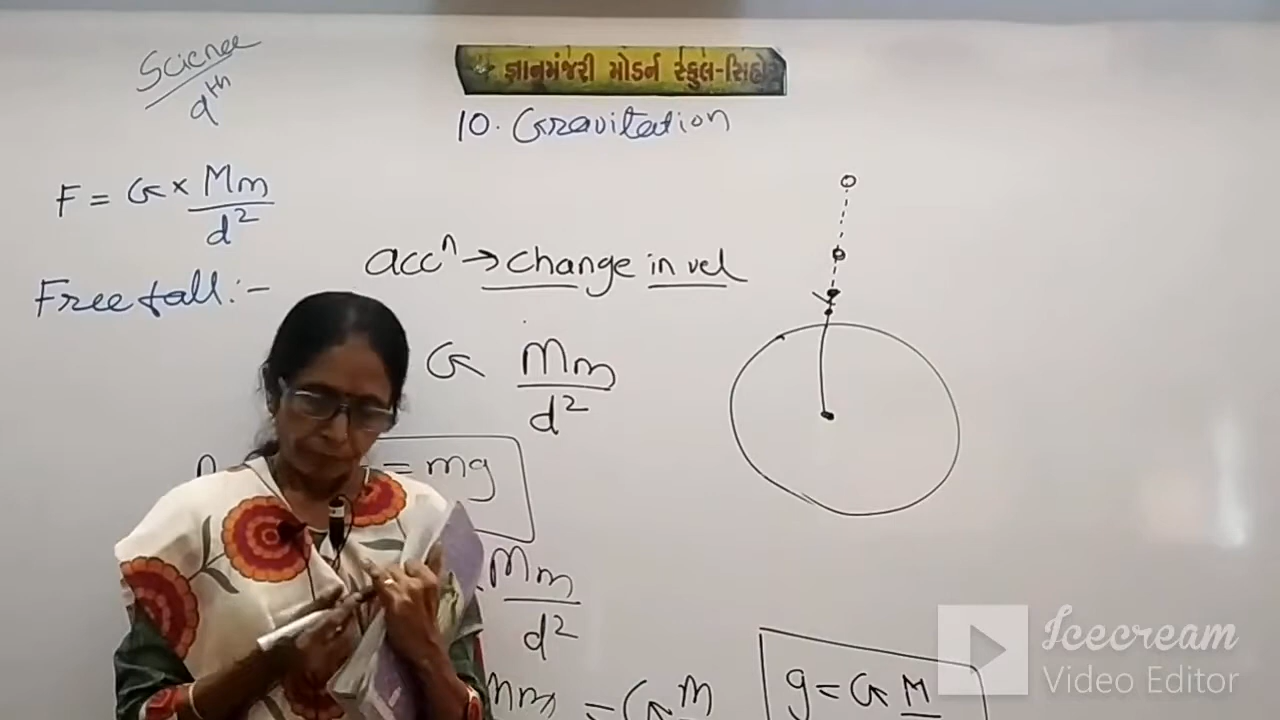 Science
9th
જ્ઞાનમંજરી મોડર્ન સ્કુલ-સિહોર
10. Gravitation
F = G × Mm / d²
accⁿ → change in vel
Free fall :-
G Mm / d²
= mg
Mm / d²
Mm = G M
g = G M
Icecream
Video Editor